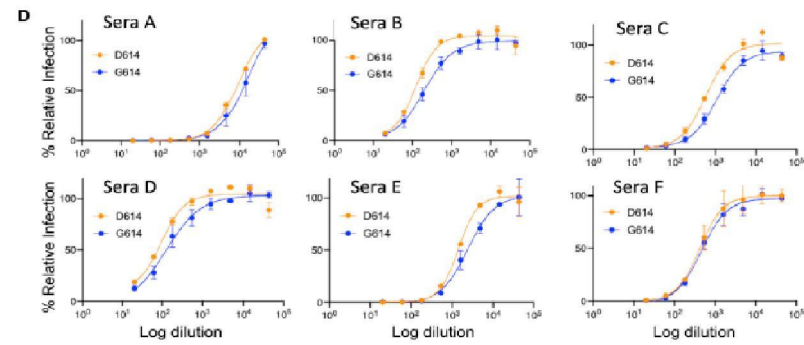 D
Sera A
Sera B
Sera C
% Relative Infection
100
50
0
D614
G614
10⁰ 10¹ 10² 10³ 10⁴ 10⁵
100
50
0
D614
G614
10⁰ 10¹ 10² 10³ 10⁴ 10⁵
100
50
0
D614
G614
10⁰ 10¹ 10² 10³ 10⁴ 10⁵
Sera D
Sera E
Sera F
% Relative Infection
100
50
0
D614
G614
10⁰ 10¹ 10² 10³ 10⁴ 10⁵
Log dilution
100
50
0
D614
G614
10⁰ 10¹ 10² 10³ 10⁴ 10⁵
Log dilution
100
50
0
D614
G614
10⁰ 10¹ 10² 10³ 10⁴ 10⁵
Log dilution